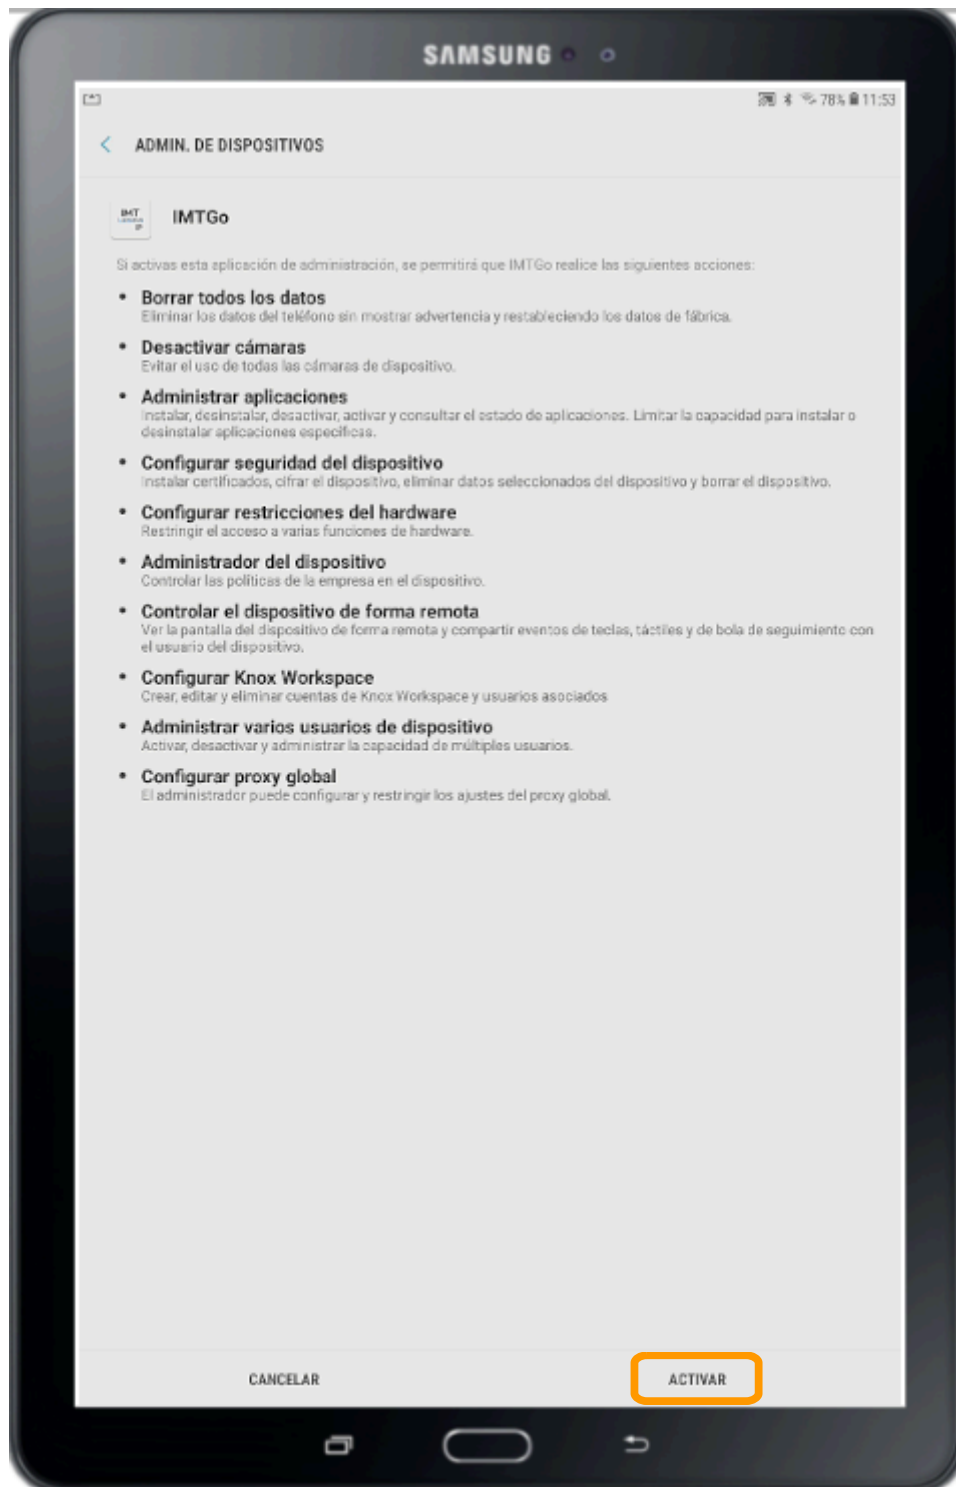 SAMSUNG
78% 11:53
ADMIN. DE DISPOSITIVOS
IMT
IMTGo
Si activas esta aplicación de administración, se permitirá que IMTGo realice las siguientes acciones:
• Borrar todos los datos
Eliminar los datos del teléfono sin mostrar advertencia y restableciendo los datos de fábrica.
• Desactivar cámaras
Evitar el uso de todas las cámaras de dispositivo.
• Administrar aplicaciones
Instalar, desinstalar, desactivar, activar y consultar el estado de aplicaciones. Limitar la capacidad para instalar o
desinstalar aplicaciones específicas.
• Configurar seguridad del dispositivo
Instalar certificados, cifrar el dispositivo, eliminar datos seleccionados del dispositivo y borrar el dispositivo.
• Configurar restricciones del hardware
Restringir el acceso a varias funciones de hardware.
• Administrador del dispositivo
Controlar las políticas de la empresa en el dispositivo.
• Controlar el dispositivo de forma remota
Ver la pantalla del dispositivo de forma remota y compartir eventos de teclas, táctiles y de bola de seguimiento con
el usuario del dispositivo.
• Configurar Knox Workspace
Crear, editar y eliminar cuentas de Knox Workspace y usuarios asociados
• Administrar varios usuarios de dispositivo
Activar, desactivar y administrar la capacidad de múltiples usuarios.
• Configurar proxy global
El administrador puede configurar y restringir los ajustes del proxy global.
CANCELAR
ACTIVAR